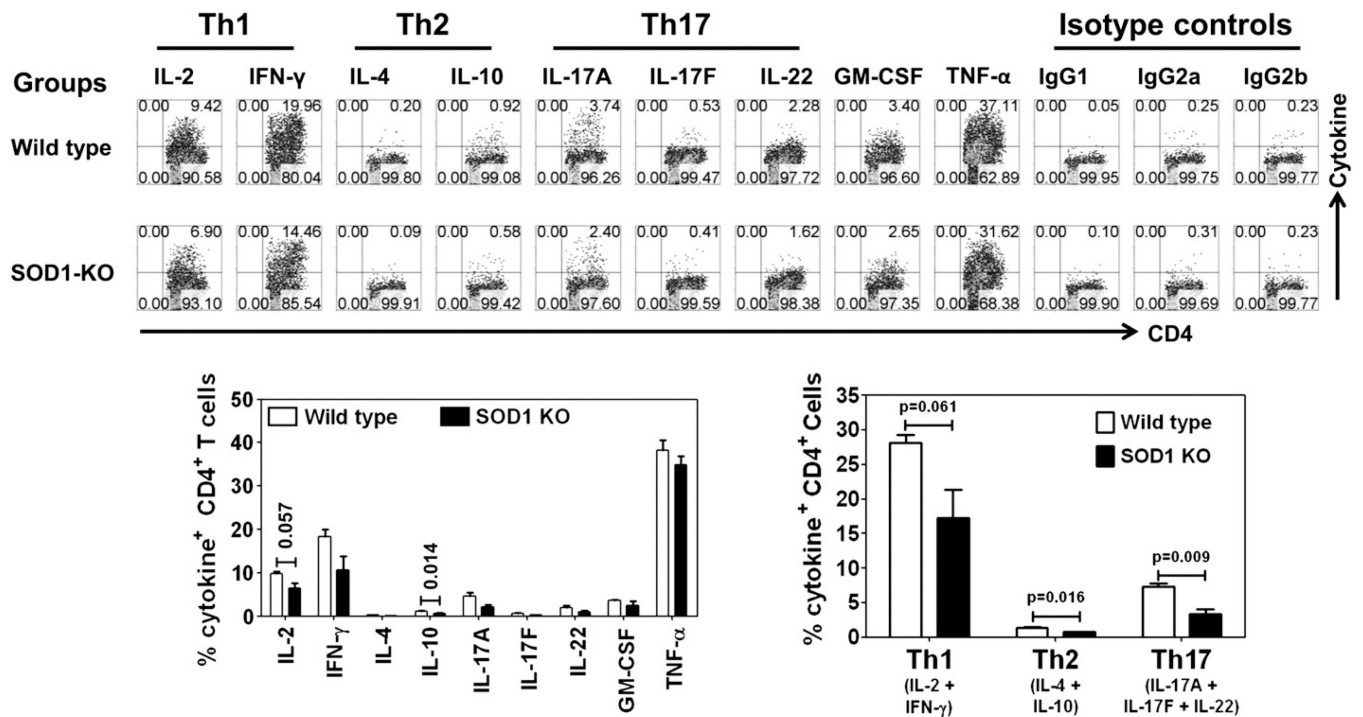 Th1 Th2 Th17 Isotype controls
Groups IL-2 IFN-γ IL-4 IL-10 IL-17A IL-17F IL-22 GM-CSF TNF-α IgG1 IgG2a IgG2b
0.00 9.42 0.00 19.96 0.00 0.20 0.00 0.92 0.00 3.74 0.00 0.53 0.00 2.28 0.00 3.40 0.00 37.11 0.00 0.05 0.00 0.25 0.00 0.23
Wild type
0.00 90.58 0.00 80.04 0.00 99.80 0.00 99.08 0.00 96.26 0.00 99.47 0.00 97.72 0.00 96.60 0.00 62.89 0.00 99.95 0.00 99.75 0.00 99.77
Cytokine
0.00 6.90 0.00 14.46 0.00 0.09 0.00 0.58 0.00 2.40 0.00 0.41 0.00 1.62 0.00 2.65 0.00 31.62 0.00 0.10 0.00 0.31 0.00 0.23
SOD1-KO
0.00 93.10 0.00 85.54 0.00 99.91 0.00 99.42 0.00 97.60 0.00 99.59 0.00 98.38 0.00 97.35 0.00 68.38 0.00 99.90 0.00 99.69 0.00 99.77
CD4
% cytokine⁺ CD4⁺ T cells
50
40
30
20
10
0
Wild type SOD1 KO
0.057
0.014
IL-2
IFN-γ
IL-4
IL-10
IL-17A
IL-17F
IL-22
GM-CSF
TNF-α
% cytokine⁺ CD4⁺ Cells
35
30
25
20
15
10
5
0
p=0.061
p=0.016
p=0.009
Wild type
SOD1 KO
Th1 Th2 Th17
(IL-2 + (IL-4 + (IL-17A +
IFN-γ) IL-10) IL-17F + IL-22)